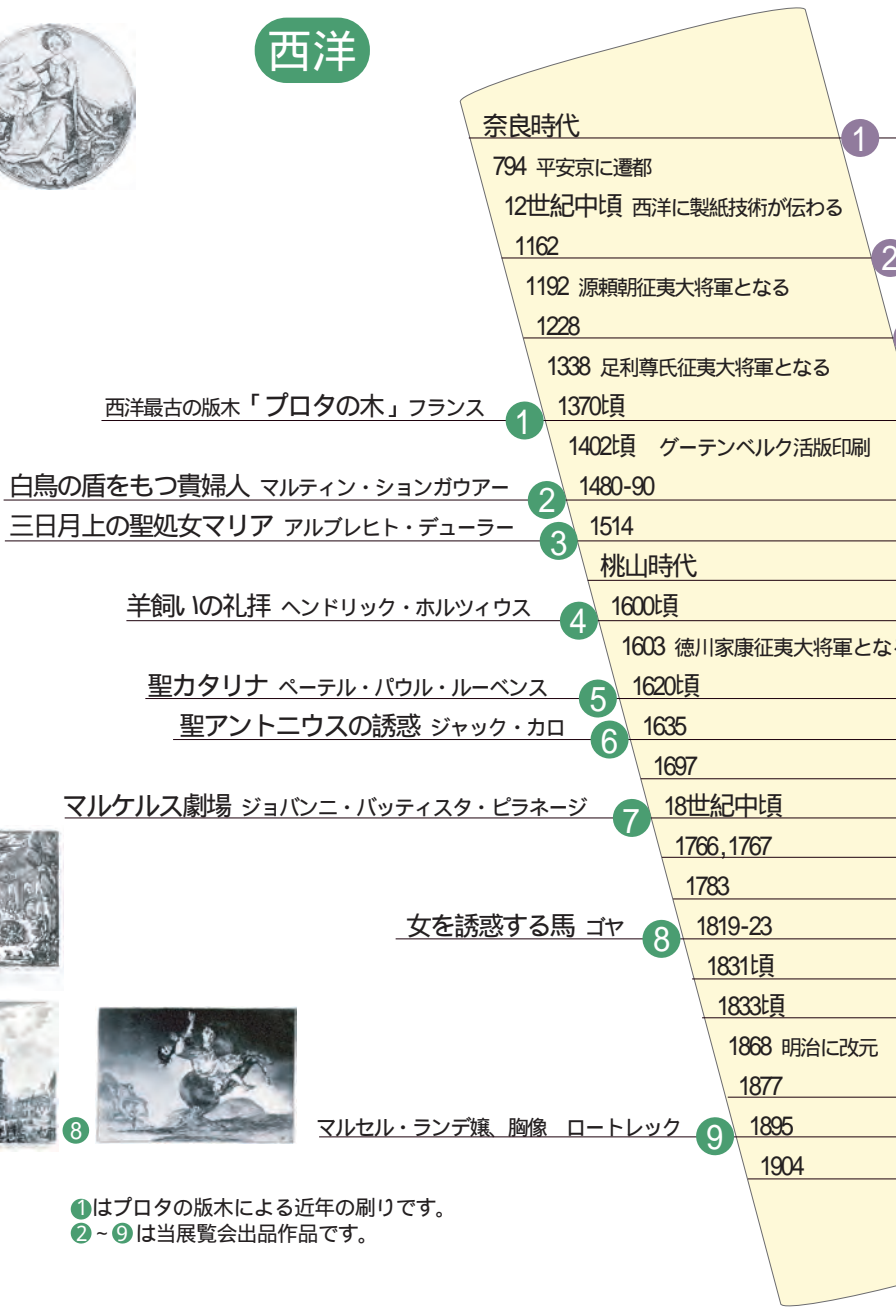 西洋
奈良時代 1
794 平安京に遷都
12世紀中頃 西洋に製紙技術が伝わる
1162 2
1192 源頼朝征夷大将軍となる
1228
1338 足利尊氏征夷大将軍となる
西洋最古の版木「プロタの木」フランス 1 1370頃
1402頃 グーテンベルク活版印刷
白鳥の盾をもつ貴婦人 マルティン・ションガウアー 2 1480-90
三日月上の聖処女マリア アルブレヒト・デューラー 3 1514
桃山時代
羊飼いの礼拝 ヘンドリック・ホルツィウス 4 1600頃
1603 徳川家康征夷大将軍とな
聖カタリナ ペーテル・パウル・ルーベンス 5 1620頃
聖アントニウスの誘惑 ジャック・カロ 6 1635
1697
マルケルス劇場 ジョバンニ・バッティスタ・ピラネージ 7 18世紀中頃
1766,1767
1783
女を誘惑する馬 ゴヤ 8 1819-23
1831頃
1833頃
1868 明治に改元
1877
8
マルセル・ランデ嬢、胸像 ロートレック 9 1895
1904
1はプロタの版木による近年の刷りです。
2~9は当展覧会出品作品です。